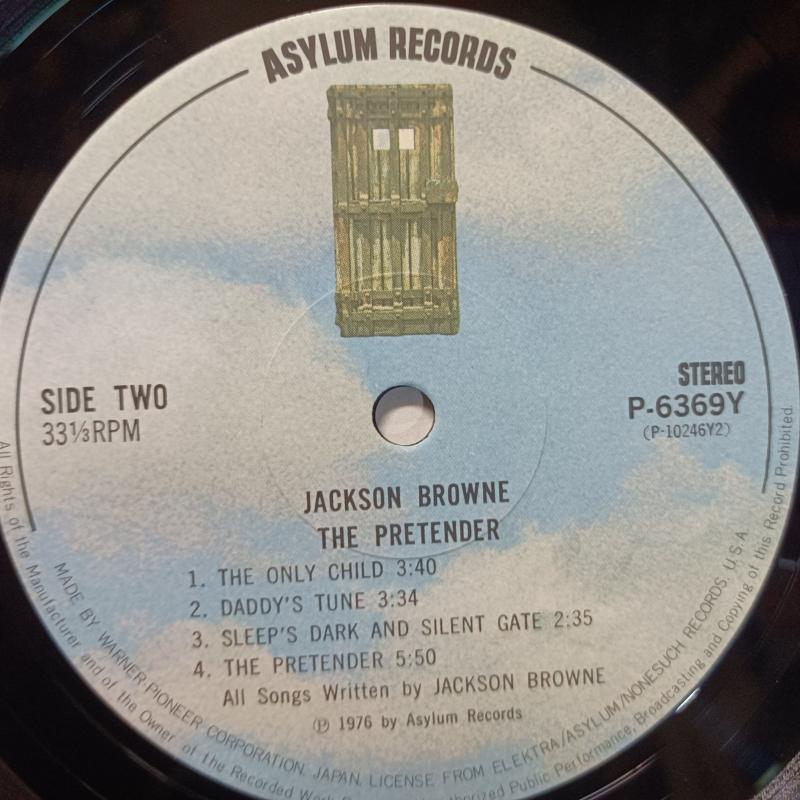 ASYLUM RECORDS
SIDE TWO
33⅓RPM
STEREO
P-6369Y
(P-10246Y2)
JACKSON BROWNE
THE PRETENDER
1. THE ONLY CHILD 3:40
2. DADDY'S TUNE 3:34
3. SLEEP'S DARK AND SILENT GATE 2:35
4. THE PRETENDER 5:50
All Songs Written by JACKSON BROWNE
Ⓟ 1976 by Asylum Records
MADE BY WARNER-PIONEER CORPORATION, JAPAN. LICENSE FROM ELEKTRA/ASYLUM/NONESUCH RECORDS, U.S.A
All Rights of the Manufacturer and of the Owner of the Recorded Public Performance, Broadcasting and Copying of this Record Prohibited.